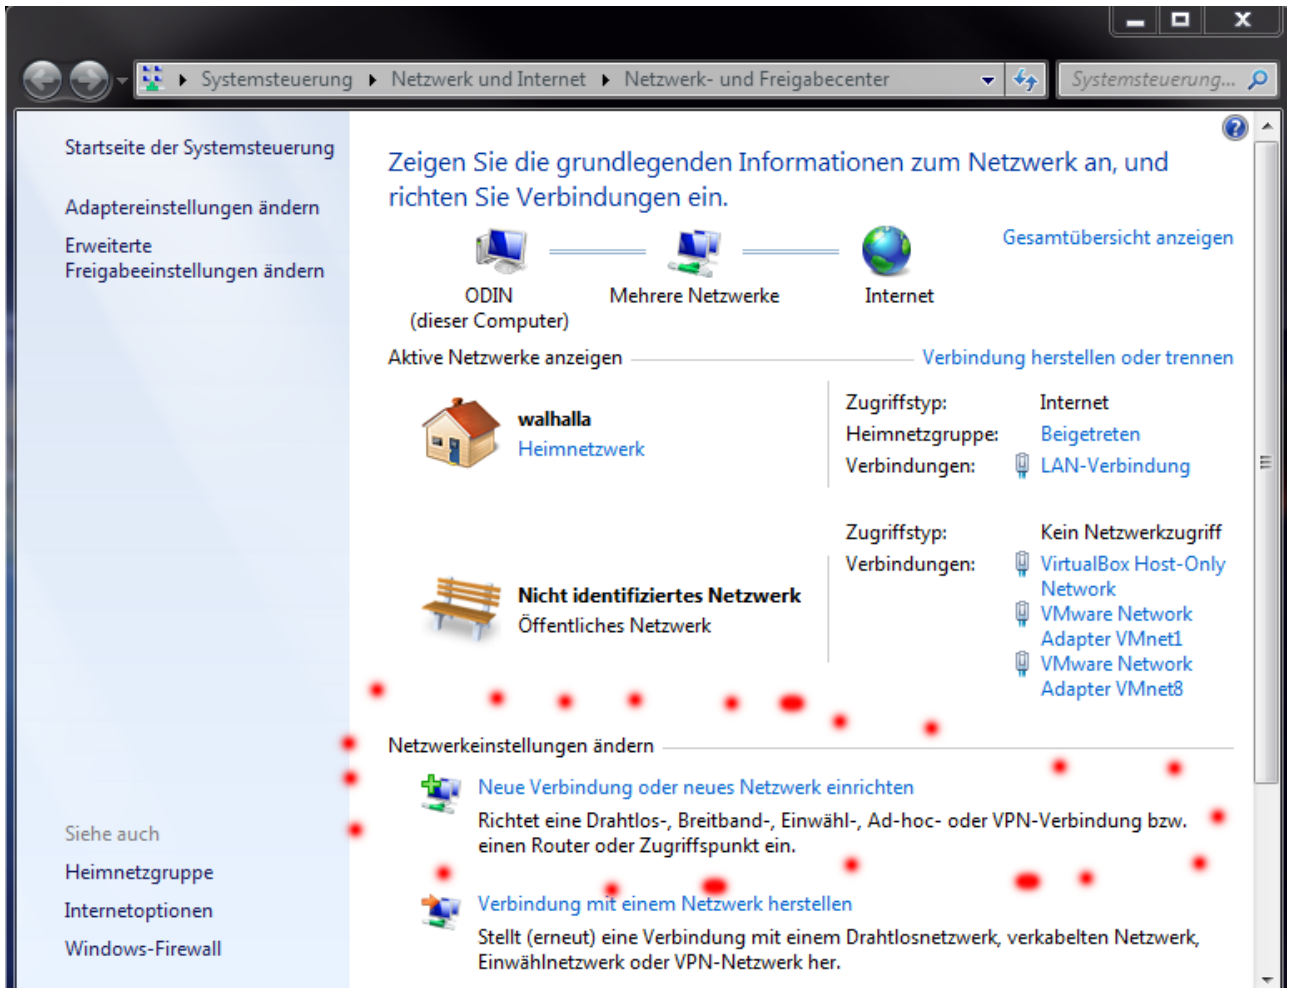 Systemsteuerung Netzwerk und Internet Netzwerk- und Freigabecenter
Systemsteuerung...
Startseite der Systemsteuerung
Adaptereinstellungen ändern
Erweiterte
Freigabeeinstellungen ändern
Siehe auch
Heimnetzgruppe
Internetoptionen
Windows-Firewall
Zeigen Sie die grundlegenden Informationen zum Netzwerk an, und
richten Sie Verbindungen ein.
Gesamtübersicht anzeigen
ODIN
(dieser Computer)
Mehrere Netzwerke
Internet
Aktive Netzwerke anzeigen
Verbindung herstellen oder trennen
walhalla
Heimnetzwerk
Zugriffstyp: Internet
Heimnetzgruppe: Beigetreten
Verbindungen: LAN-Verbindung
Nicht identifiziertes Netzwerk
Öffentliches Netzwerk
Zugriffstyp: Kein Netzwerkzugriff
Verbindungen: VirtualBox Host-Only
Network
VMware Network
Adapter VMnet1
VMware Network
Adapter VMnet8
Netzwerkeinstellungen ändern
Neue Verbindung oder neues Netzwerk einrichten
Richtet eine Drahtlos-, Breitband-, Einwähl-, Ad-hoc- oder VPN-Verbindung bzw.
einen Router oder Zugriffspunkt ein.
Verbindung mit einem Netzwerk herstellen
Stellt (erneut) eine Verbindung mit einem Drahtlosnetzwerk, verkabelten Netzwerk,
Einwählnetzwerk oder VPN-Netzwerk her.